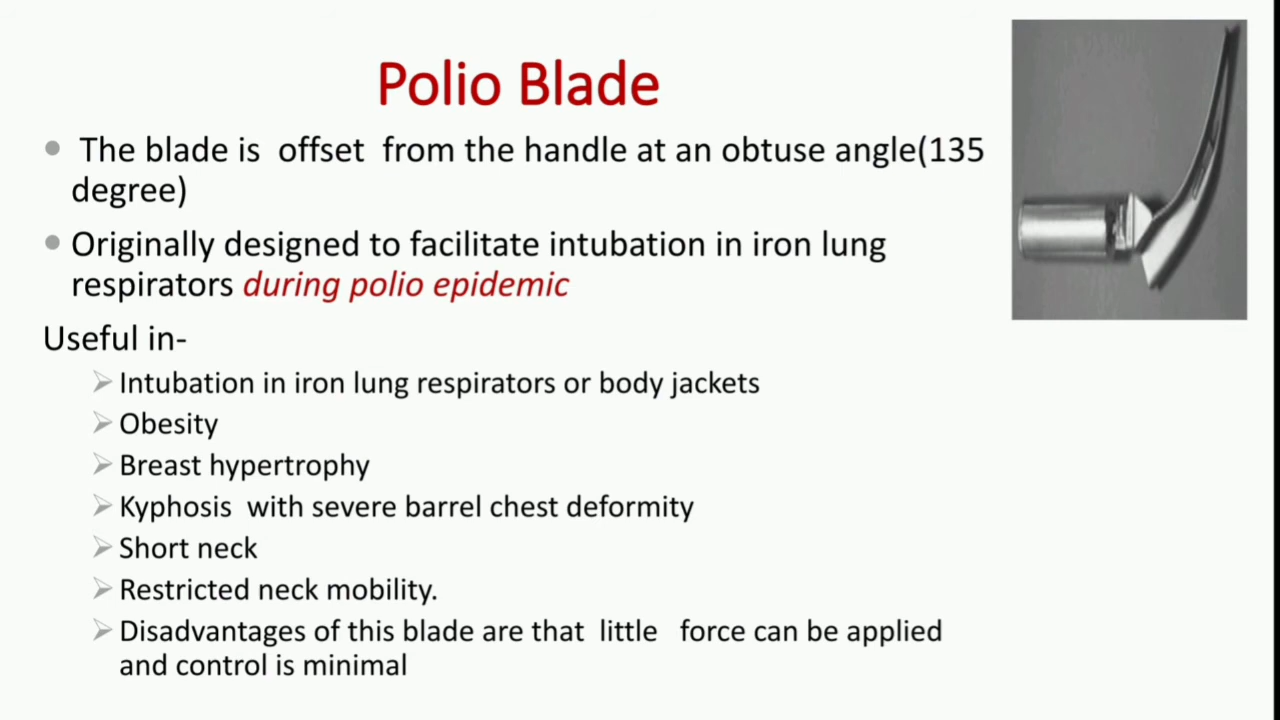 Polio Blade
The blade is offset from the handle at an obtuse angle(135
degree)
Originally designed to facilitate intubation in iron lung
respirators during polio epidemic
Useful in-
Intubation in iron lung respirators or body jackets
Obesity
Breast hypertrophy
Kyphosis with severe barrel chest deformity
Short neck
Restricted neck mobility.
Disadvantages of this blade are that little force can be applied
and control is minimal